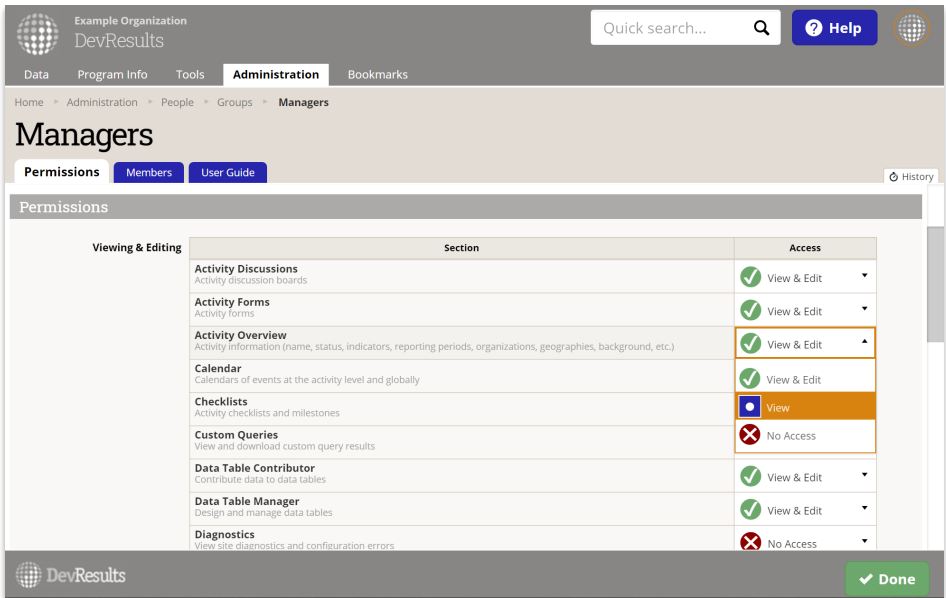 Example Organization
DevResults
Quick search...
Help
Data Program Info Tools Administration Bookmarks
Home Administration People Groups Managers
Managers
Permissions Members User Guide
History
Permissions
Viewing & Editing Section Access
Activity Discussions
Activity discussion boards
View & Edit
Activity Forms
Activity forms
View & Edit
Activity Overview
Activity information (name, status, indicators, reporting periods, organizations, geographies, background, etc.)
View & Edit
Calendar
Calendars of events at the activity level and globally
View & Edit
Checklists
Activity checklists and milestones
View
Custom Queries
View and download custom query results
No Access
Data Table Contributor
Contribute data to data tables
View & Edit
Data Table Manager
Design and manage data tables
View & Edit
Diagnostics
View site diagnostics and configuration errors
No Access
DevResults
Done